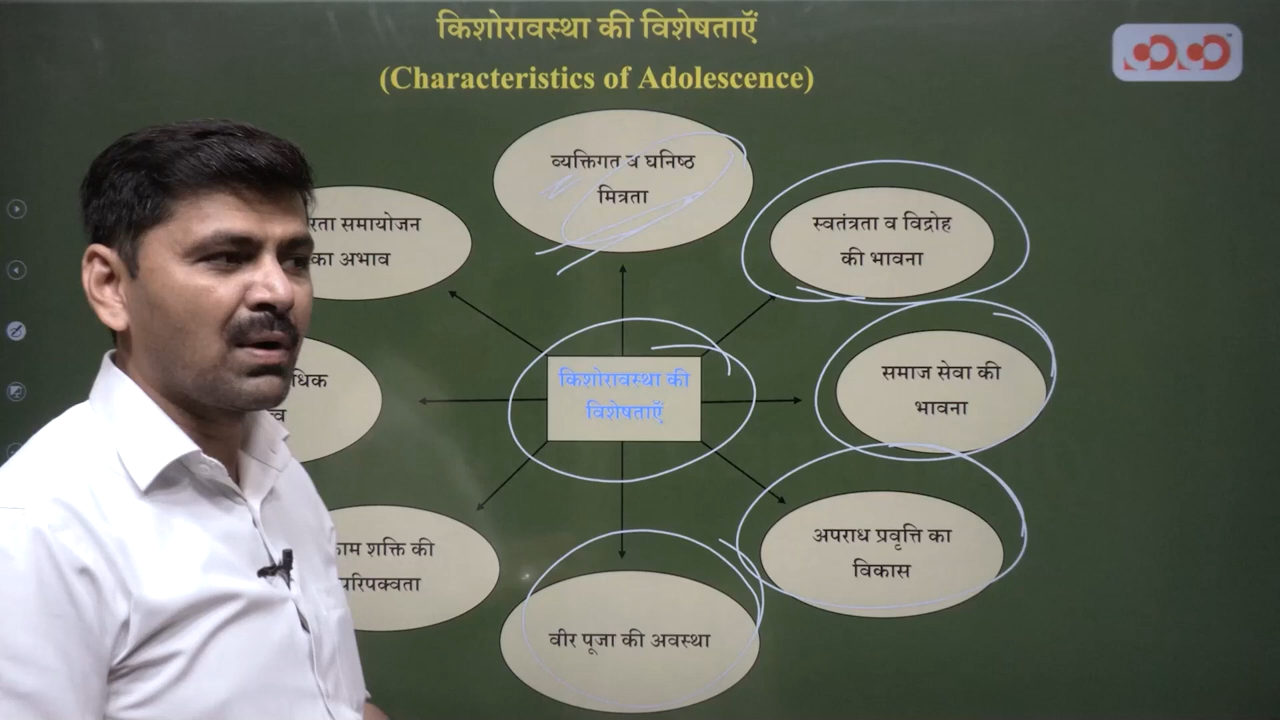 किशोरावस्था की विशेषताएँ
(Characteristics of Adolescence)
व्यक्तिगत व घनिष्ठ
मित्रता
समायोजन
का अभाव
स्वतंत्रता व विद्रोह
की भावना
किशोरावस्था की
विशेषताएँ
समाज सेवा की
भावना
शक्ति की
परिपक्वता
अपराध प्रवृत्ति का
विकास
वीर पूजा की अवस्था